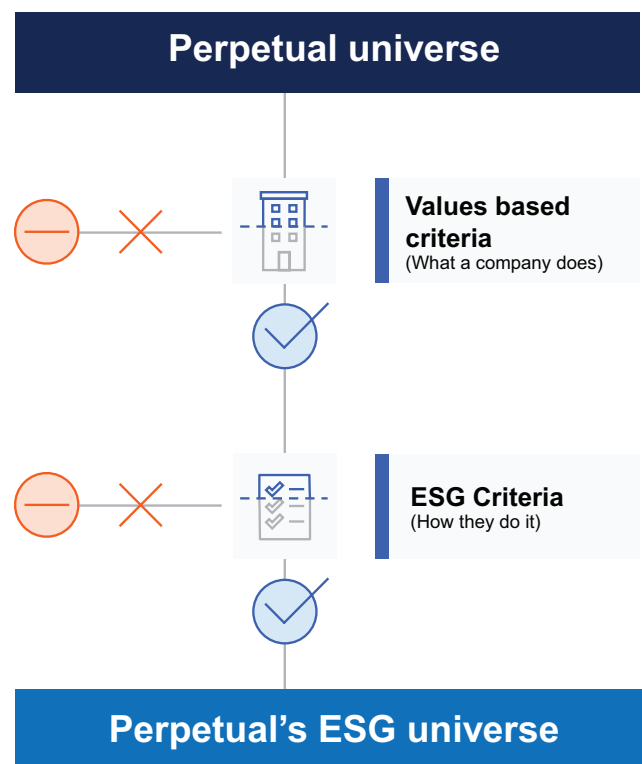 Perpetual universe
Values based
criteria
(What a company does)
ESG Criteria
(How they do it)
Perpetual’s ESG universe